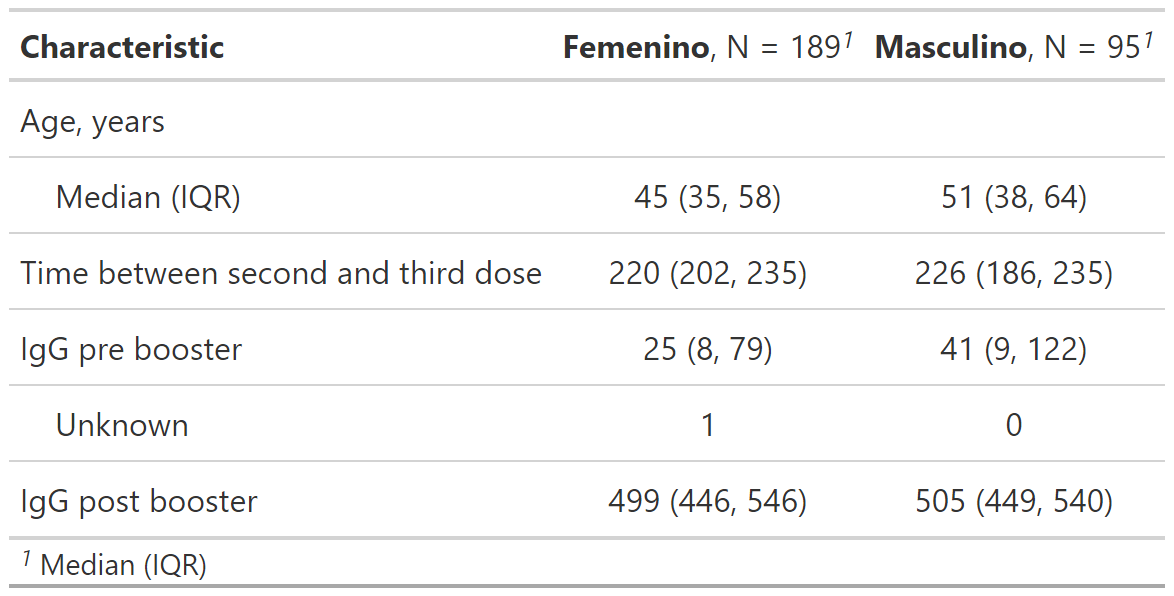 Characteristic Femenino, N = 189¹ Masculino, N = 95¹
Age, years
Median (IQR) 45 (35, 58) 51 (38, 64)
Time between second and third dose 220 (202, 235) 226 (186, 235)
IgG pre booster 25 (8, 79) 41 (9, 122)
Unknown 1 0
IgG post booster 499 (446, 546) 505 (449, 540)
¹ Median (IQR)